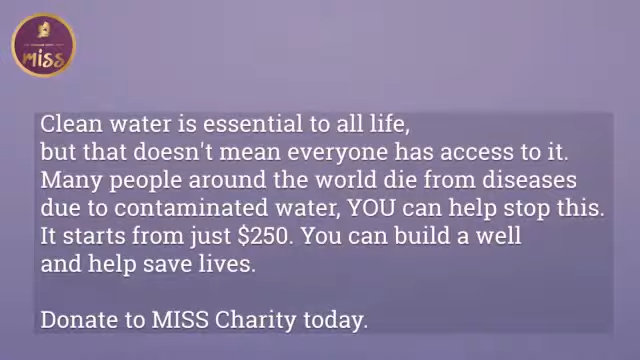 miss
Clean water is essential to all life,
but that doesn't mean everyone has access to it.
Many people around the world die from diseases
due to contaminated water, YOU can help stop this.
It starts from just $250. You can build a well
and help save lives.
Donate to MISS Charity today.